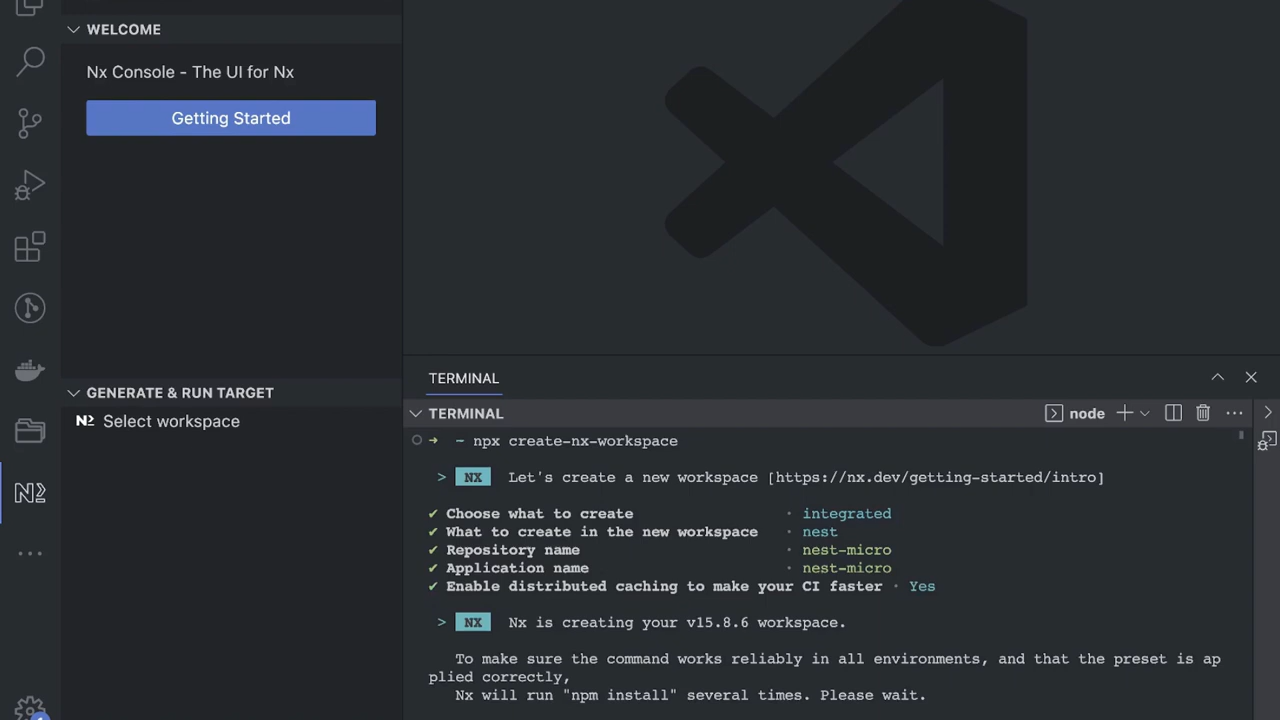 WELCOME
Nx Console - The UI for Nx
Getting Started
GENERATE & RUN TARGET
Select workspace
TERMINAL
TERMINAL
node
➜ ~ npx create-nx-workspace
> NX Let's create a new workspace [https://nx.dev/getting-started/intro]
✔ Choose what to create · integrated
✔ What to create in the new workspace · nest
✔ Repository name · nest-micro
✔ Application name · nest-micro
✔ Enable distributed caching to make your CI faster · Yes
> NX Nx is creating your v15.8.6 workspace.
To make sure the command works reliably in all environments, and that the preset is ap
plied correctly,
Nx will run "npm install" several times. Please wait.